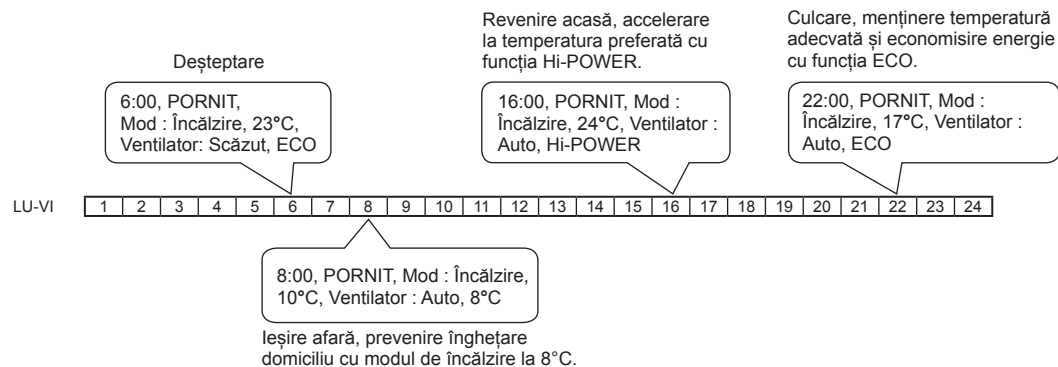 Deșteptare
6:00, PORNIT,
Mod : Încălzire, 23°C,
Ventilator: Scăzut, ECO
Revenire acasă, accelerare
la temperatura preferată cu
funcția Hi-POWER.
16:00, PORNIT, Mod :
Încălzire, 24°C, Ventilator :
Auto, Hi-POWER
Culcare, menținere temperatură
adecvată și economisire energie
cu funcția ECO.
22:00, PORNIT, Mod :
Încălzire, 17°C, Ventilator :
Auto, ECO
LU-VI 1 2 3 4 5 6 7 8 9 10 11 12 13 14 15 16 17 18 19 20 21 22 23 24
8:00, PORNIT, Mod : Încălzire,
10°C, Ventilator : Auto, 8°C
Ieșire afară, prevenire înghețare
domiciliu cu modul de încălzire la 8°C.